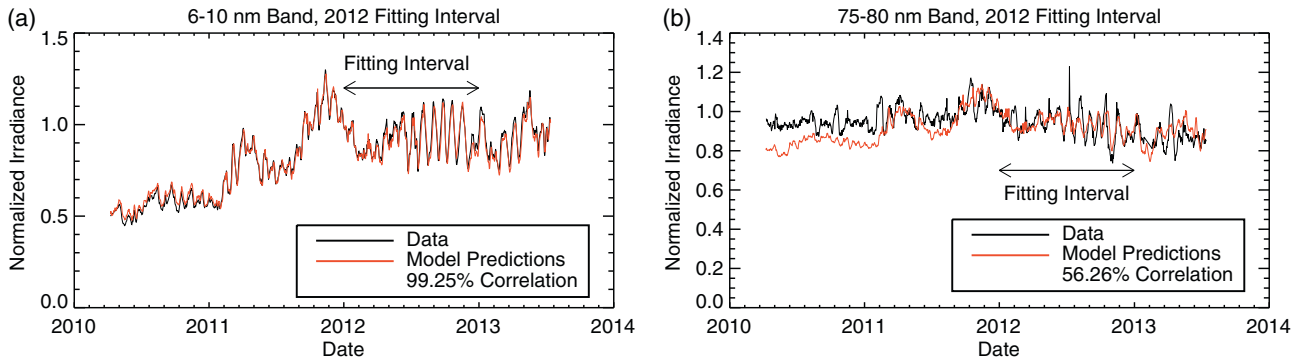 (a)
6-10 nm Band, 2012 Fitting Interval
1.5
1.0
0.5
0.0
Normalized Irradiance
Fitting Interval
Data
Model Predictions
99.25% Correlation
2010 2011 2012 2013 2014
Date
(b)
75-80 nm Band, 2012 Fitting Interval
1.4
1.2
1.0
0.8
0.6
0.4
0.2
0.0
Normalized Irradiance
Fitting Interval
Data
Model Predictions
56.26% Correlation
2010 2011 2012 2013 2014
Date